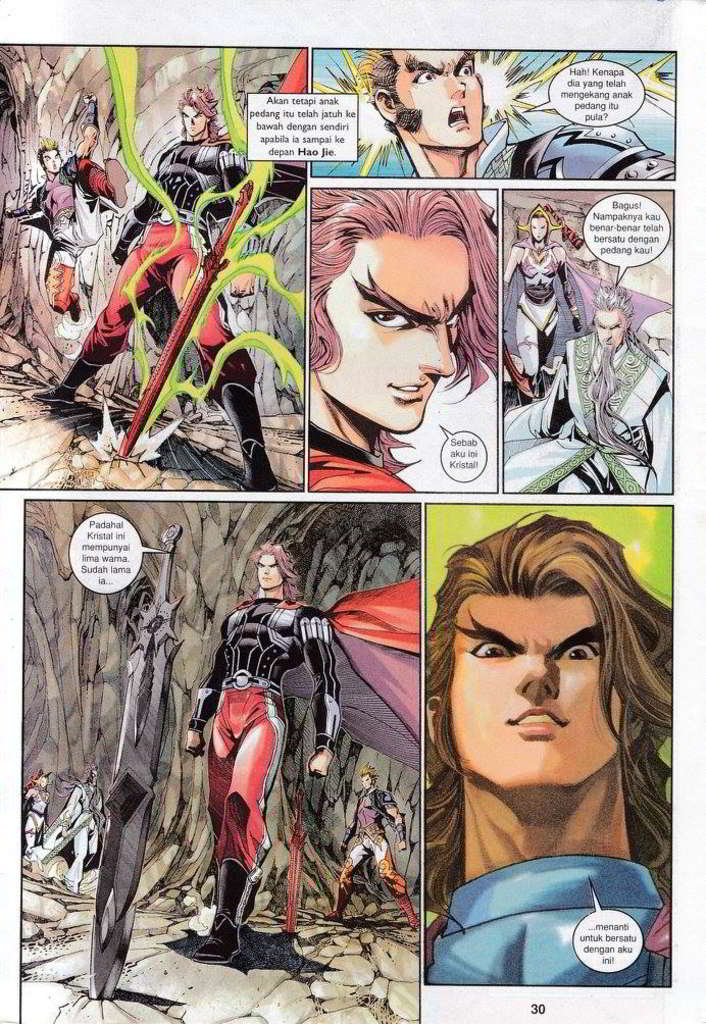 Akan tetapi anak
pedang itu telah jatuh ke
bawah dengan sendiri
apabila ia sampai ke
depan Hao Jie.
Hah! Kenapa
dia yang telah
mengekang anak
pedang itu
pula?
Sebab
aku ini
Kristal!
Bagus!
Nampaknya kau
benar-benar telah
bersatu dengan
pedang kau!
Padahal
Kristal ini
mempunyai
lima warna.
Sudah lama
ia...
...menanti
untuk bersatu
dengan aku
ini!
30